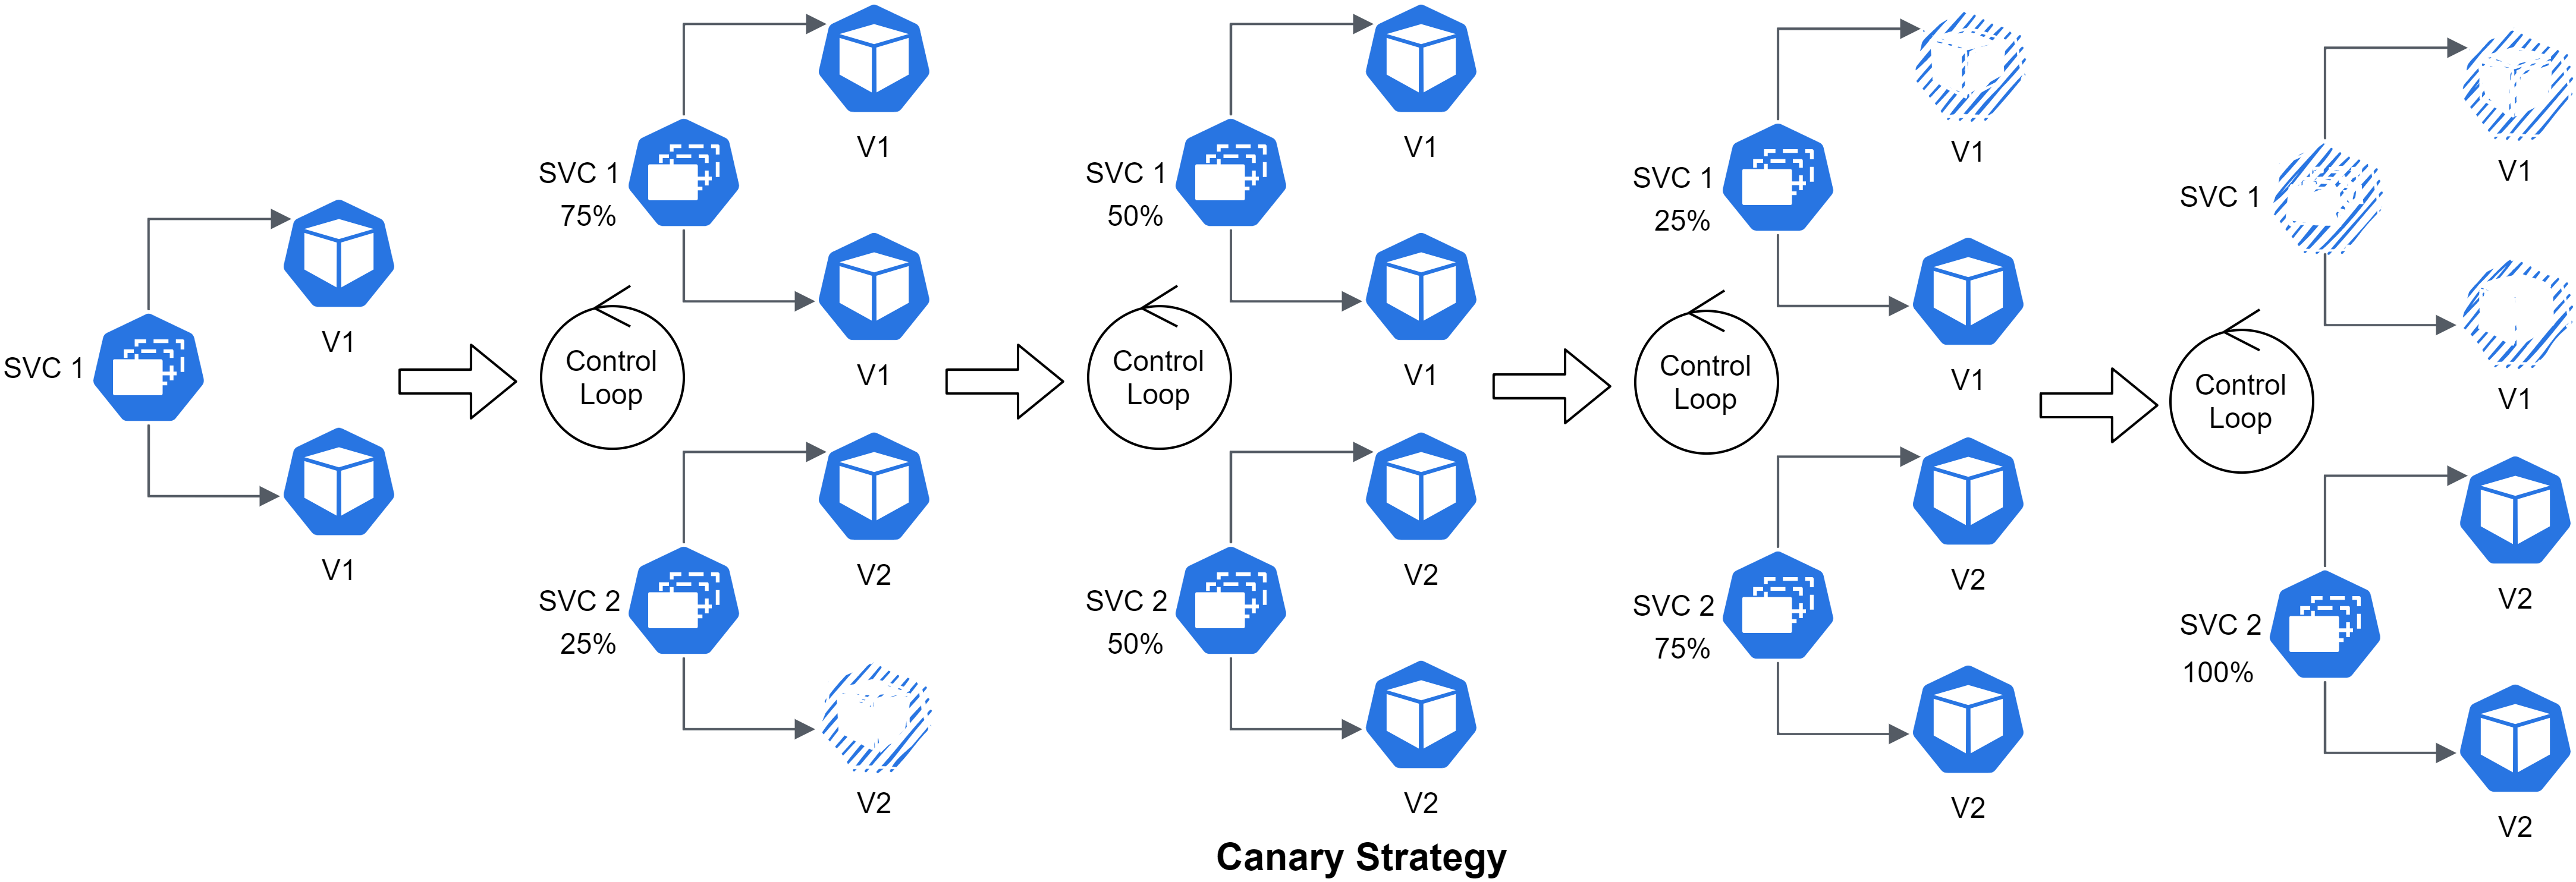 SVC 1
V1
V1
SVC 1
75%
V1
V1
Control
Loop
SVC 2
25%
V2
V2
SVC 1
50%
V1
V1
Control
Loop
SVC 2
50%
V2
V2
SVC 1
25%
V1
V1
Control
Loop
SVC 2
75%
V2
V2
SVC 1
V1
V1
Control
Loop
SVC 2
100%
V2
V2
Canary Strategy